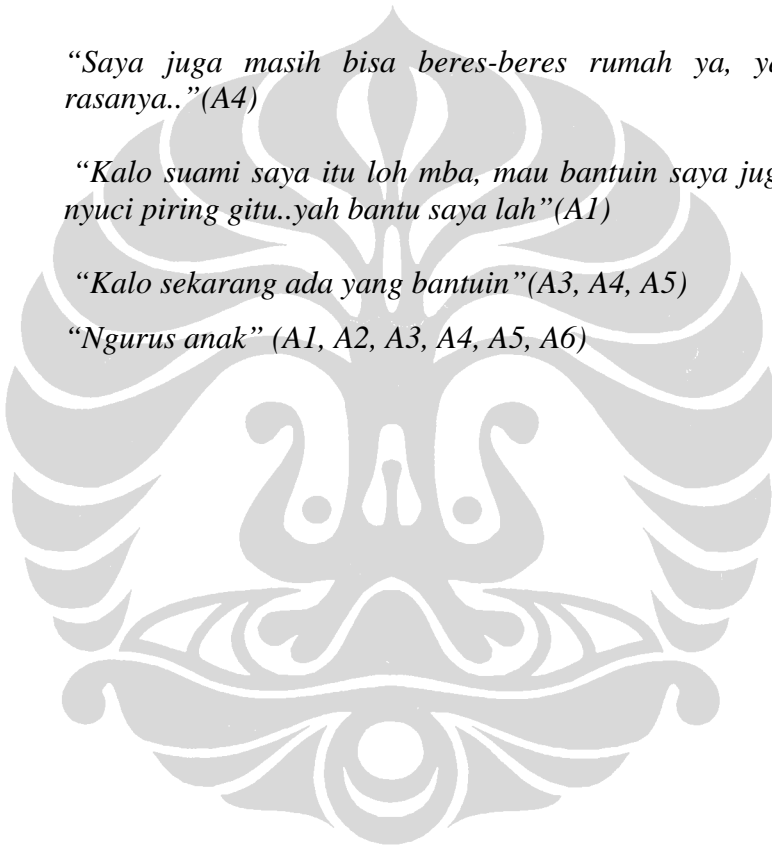 “Saya juga masih bisa beres-beres rumah ya,
rasanya..”(A4)
“Kalo suami saya itu loh mba, mau bantuin saya
nyuci piring gitu..yah bantu saya lah”(A1)
“Kalo sekarang ada yang bantuin”(A3, A4, A5)
“Ngurus anak” (A1, A2, A3, A4, A5, A6)